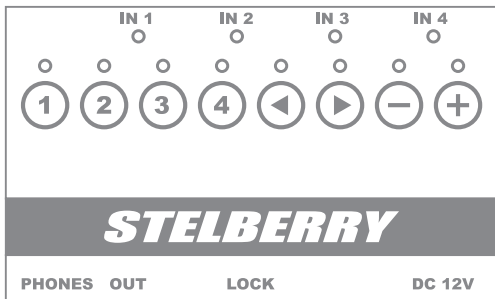 IN 1 IN 2 IN 3 IN 4
1 2 3 4 − +
STELBERRY
PHONES OUT LOCK DC 12V